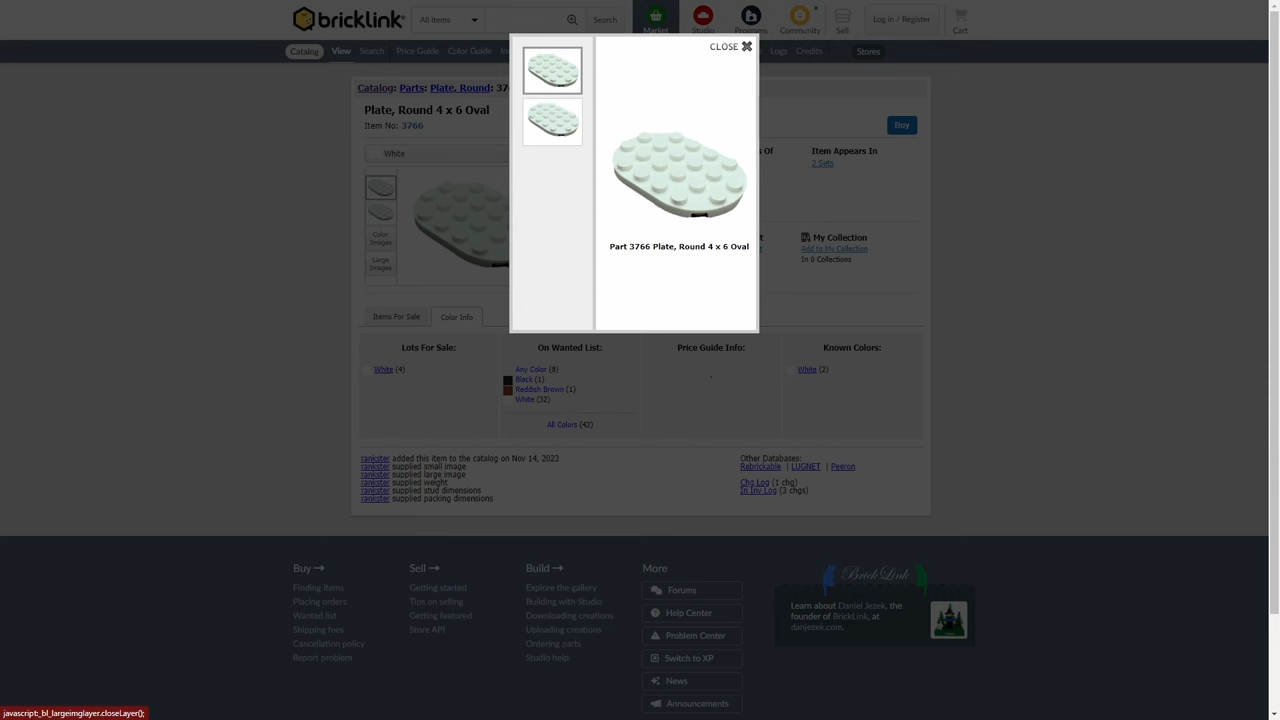 bricklink
All Items
Search
Market
Studio
Programs
Community
Sell
Log in / Register
Cart
Catalog
View
Search
Price Guide
Color Guide
Logs
Credits
Stores
CLOSE
Catalog: Parts: Plate, Round:
Plate, Round 4 x 6 Oval
Item No: 3766
White
Color
Images
Large
Images
Part 3766 Plate, Round 4 x 6 Oval
Buy
Item Appears In
2 Sets
My Collection
Add to My Collection
In 0 Collections
Items For Sale
Color Info
Lots For Sale:
White (4)
On Wanted List:
Any Color (8)
Black (1)
Reddish Brown (1)
White (32)
All Colors (42)
Price Guide Info:
Known Colors:
White (2)
rankster added this item to the catalog on Nov 14, 2023
rankster supplied small image
rankster supplied large image
rankster supplied weight
rankster supplied stud dimensions
rankster supplied packing dimensions
Other Databases:
Rebrickable | LUGNET | Peeron
Chg Log (1 chg)
In Inv Log (3 chgs)
Buy
Finding items
Placing orders
Wanted list
Shipping fees
Cancellation policy
Report problem
Sell
Getting started
Tips on selling
Getting featured
Store API
Build
Explore the gallery
Building with Studio
Downloading creations
Uploading creations
Ordering parts
Studio help
More
Forums
Help Center
Problem Center
Switch to XP
News
Announcements
BrickLink
Learn about Daniel Jezek, the
founder of BrickLink, at
danjezek.com.
javascript:_bl_largeimglayer.closeLayer();